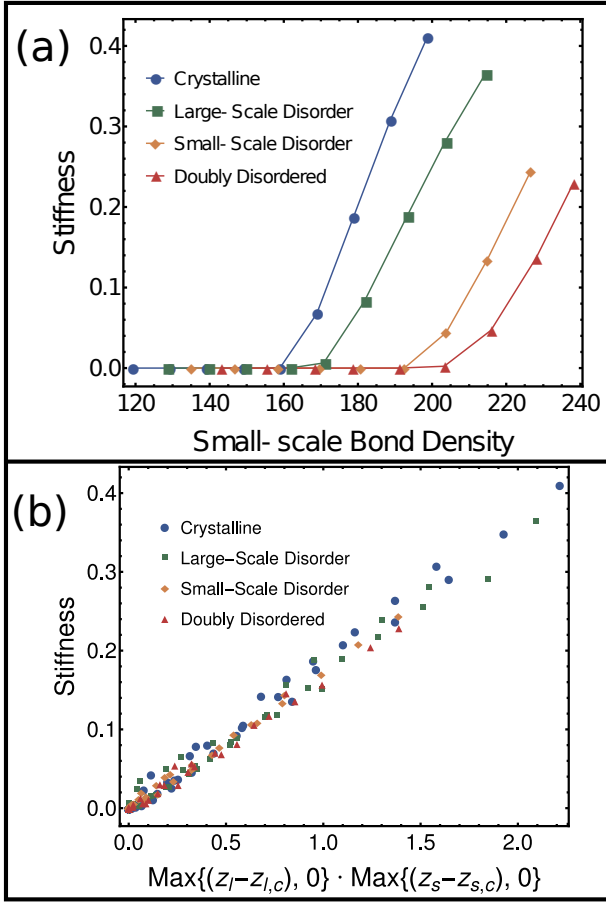 (a)
Stiffness
0.4
0.3
0.2
0.1
0.0
Crystalline
Large- Scale Disorder
Small- Scale Disorder
Doubly Disordered
120 140 160 180 200 220 240
Small- scale Bond Density
(b)
Stiffness
0.4
0.3
0.2
0.1
0.0
Crystalline
Large-Scale Disorder
Small-Scale Disorder
Doubly Disordered
0.0 0.5 1.0 1.5 2.0
Max{(z_l–z_{l,c}), 0} · Max{(z_s–z_{s,c}), 0}